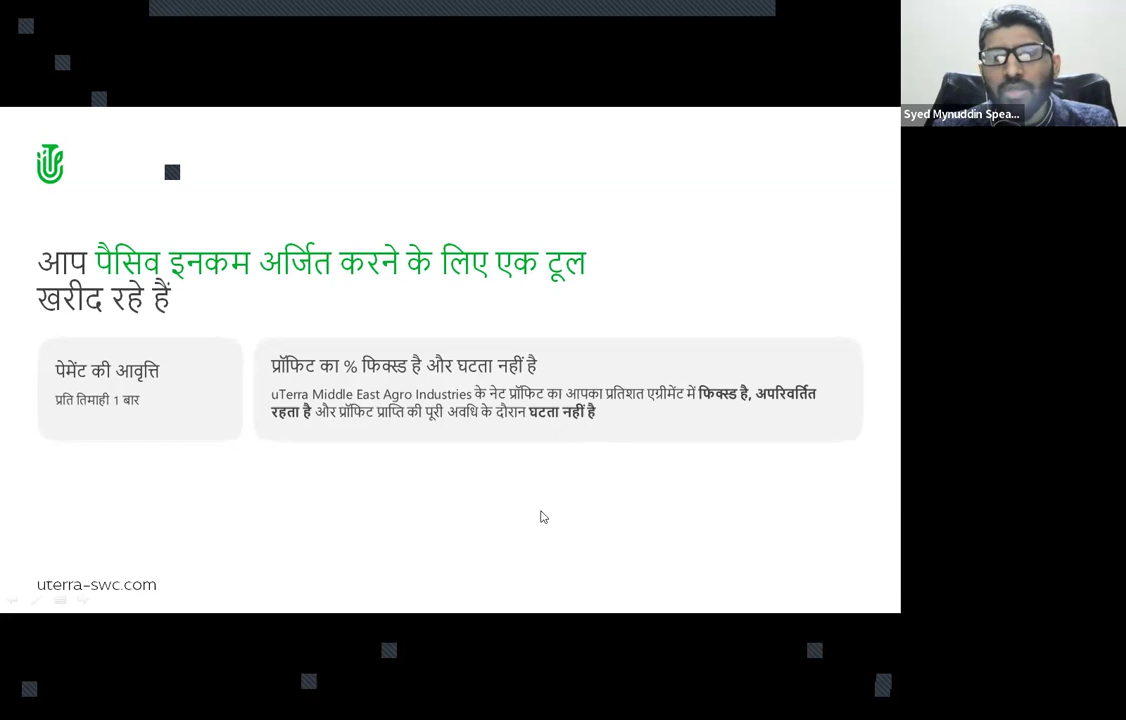 Syed Mynuddin Spea...
आप पैसिव इनकम अर्जित करने के लिए एक टूल
खरीद रहे हैं
पेमेंट की आवृत्ति
प्रति तिमाही 1 बार
प्रॉफिट का % फिक्स्ड है और घटता नहीं है
uTerra Middle East Agro Industries के नेट प्रॉफिट का आपका प्रतिशत एग्रीमेंट में फिक्स्ड है, अपरिवर्तित
रहता है और प्रॉफिट प्राप्ति की पूरी अवधि के दौरान घटता नहीं है
uterra-swc.com